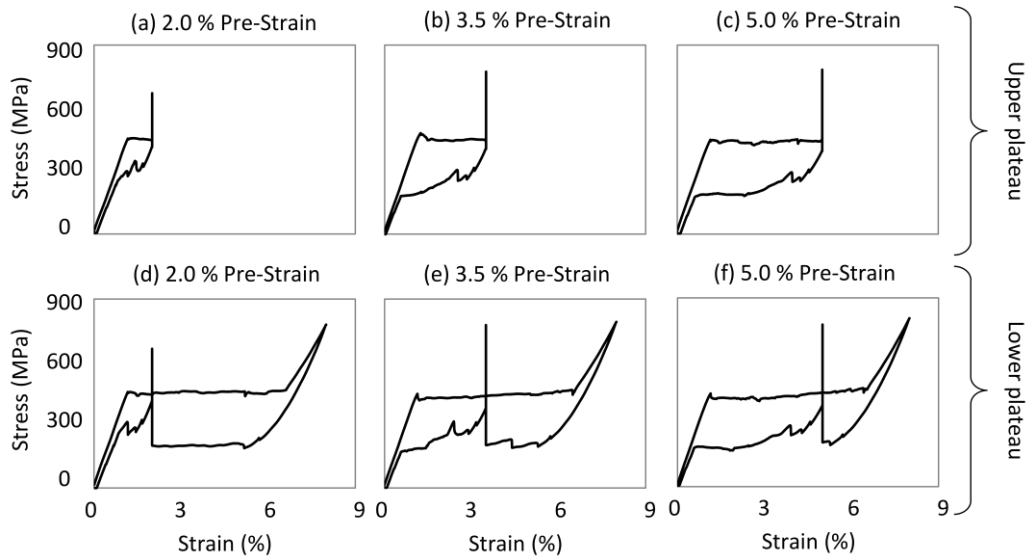 (a) 2.0 % Pre-Strain
(b) 3.5 % Pre-Strain
(c) 5.0 % Pre-Strain
900
600
300
0
Stress (MPa)
Upper plateau
(d) 2.0 % Pre-Strain
(e) 3.5 % Pre-Strain
(f) 5.0 % Pre-Strain
900
600
300
0
Stress (MPa)
Lower plateau
0 3 6 9
0 3 6 9
0 3 6 9
Strain (%)
Strain (%)
Strain (%)